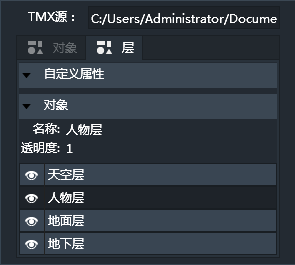 TMX源： C:/Users/Administrator/Docume
对象 层
自定义属性
对象
名称: 人物层
透明度: 1
天空层
人物层
地面层
地下层